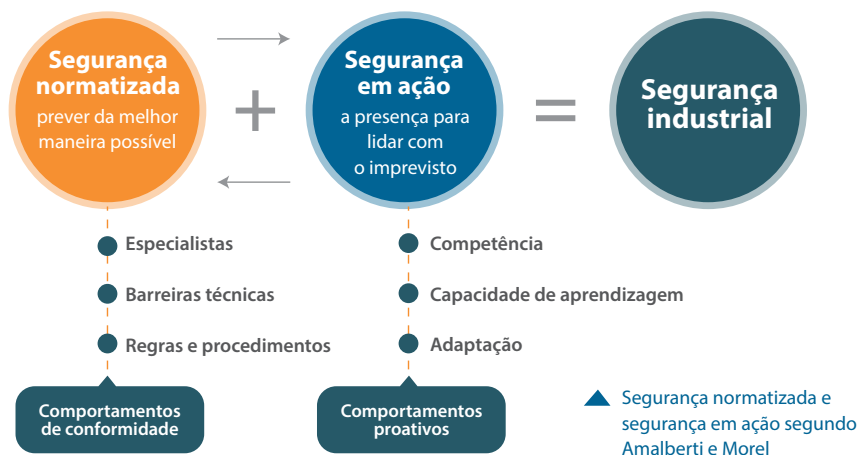 Segurança
normatizada
prever da melhor
maneira possível
+
Segurança
em ação
a presença para
lidar com
o imprevisto
=
Segurança
industrial
Especialistas
Barreiras técnicas
Regras e procedimentos
Comportamentos
de conformidade
Competência
Capacidade de aprendizagem
Adaptação
Comportamentos
proativos
Segurança normatizada e
segurança em ação segundo
Amalberti e Morel